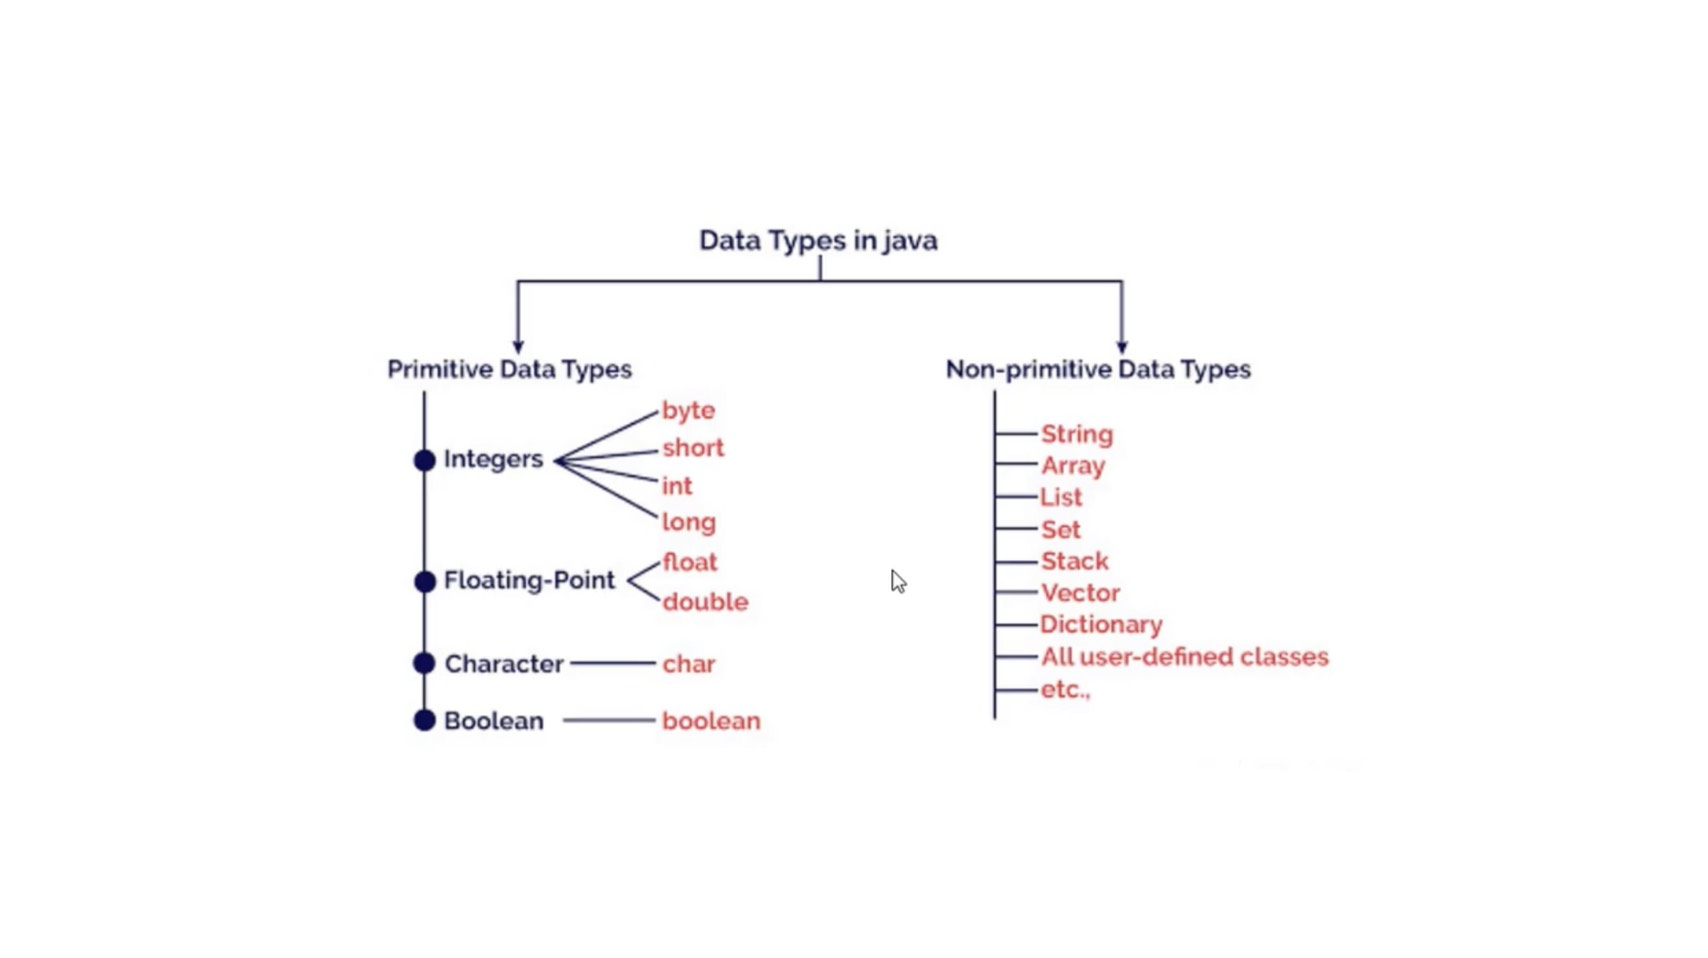 Data Types in java
Primitive Data Types
Integers
byte
short
int
long
Floating-Point
float
double
Character
char
Boolean
boolean
Non-primitive Data Types
String
Array
List
Set
Stack
Vector
Dictionary
All user-defined classes
etc.,